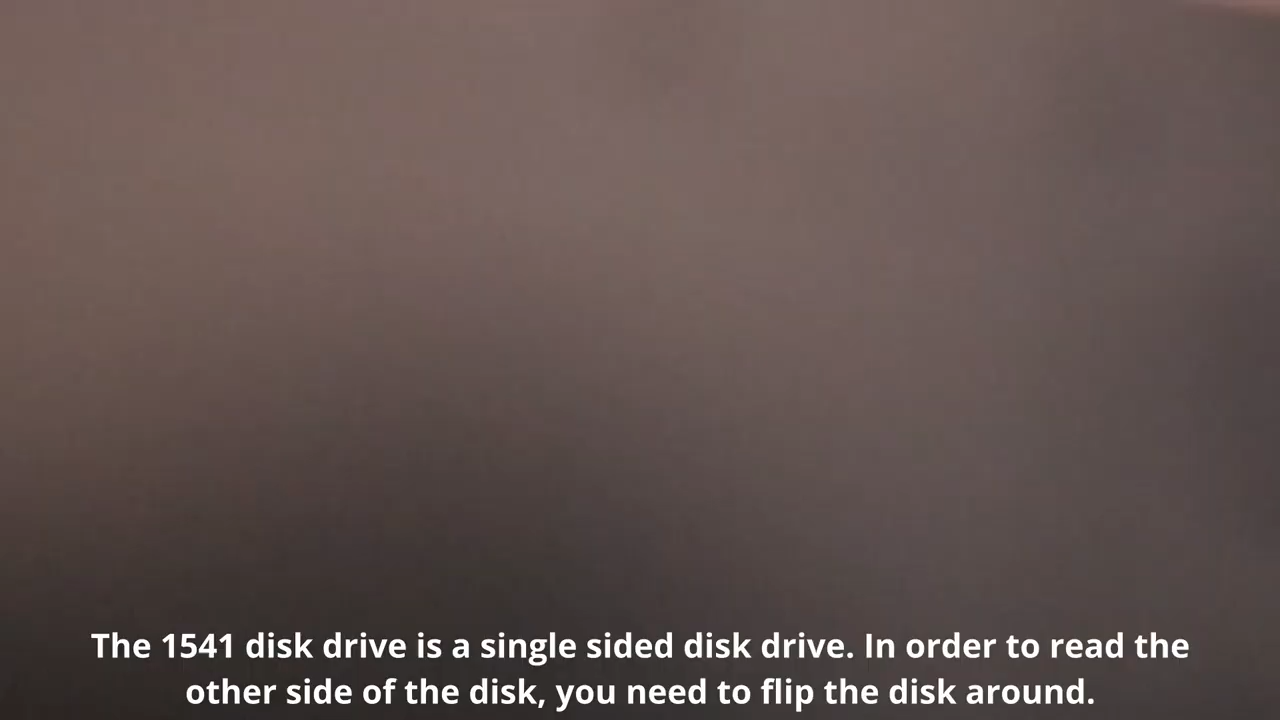 The 1541 disk drive is a single sided disk drive. In order to read the
other side of the disk, you need to flip the disk around.